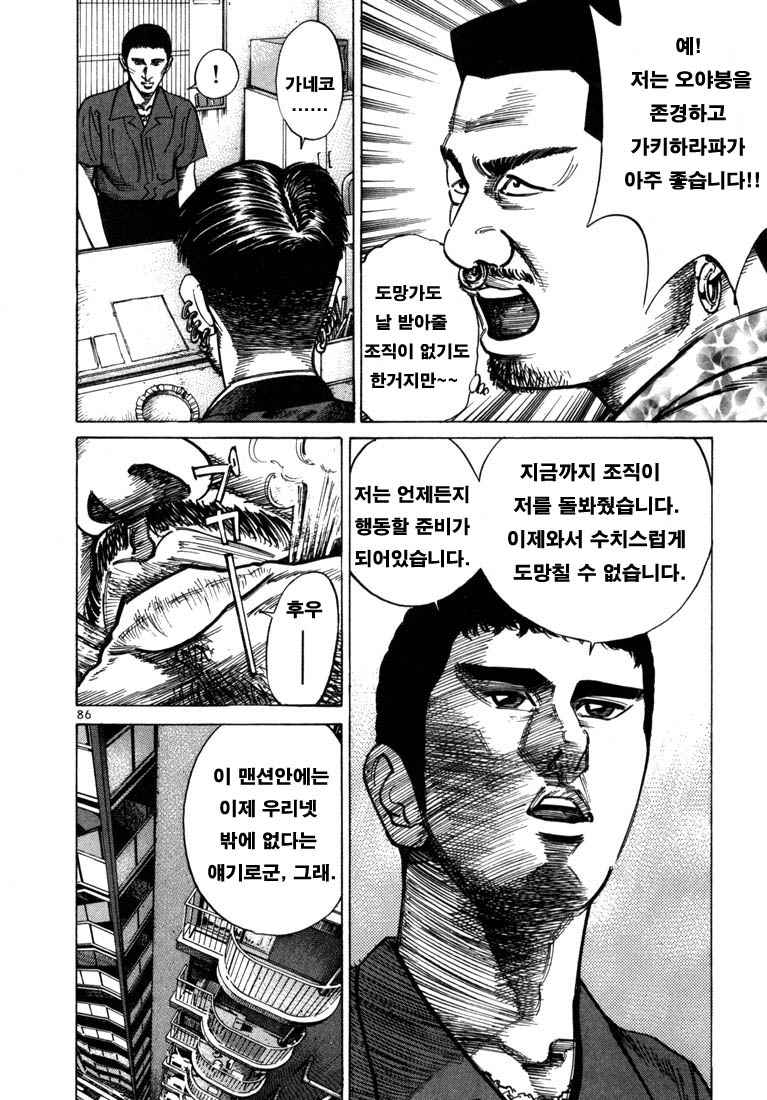 예!
저는 오야붕을
존경하고
가키하라파가
아주 좋습니다!!
도망가도
날 받아줄
조직이 없기도
한거지만~~
가네코
……
!
지금까지 조직이
저를 돌봐줬습니다.
이제와서 수치스럽게
도망칠 수 없습니다.
저는 언제든지
행동할 준비가
되어있습니다.
후우
ㅡ
86
이 맨션안에는
이제 우리넷
밖에 없다는
얘기로군, 그래.